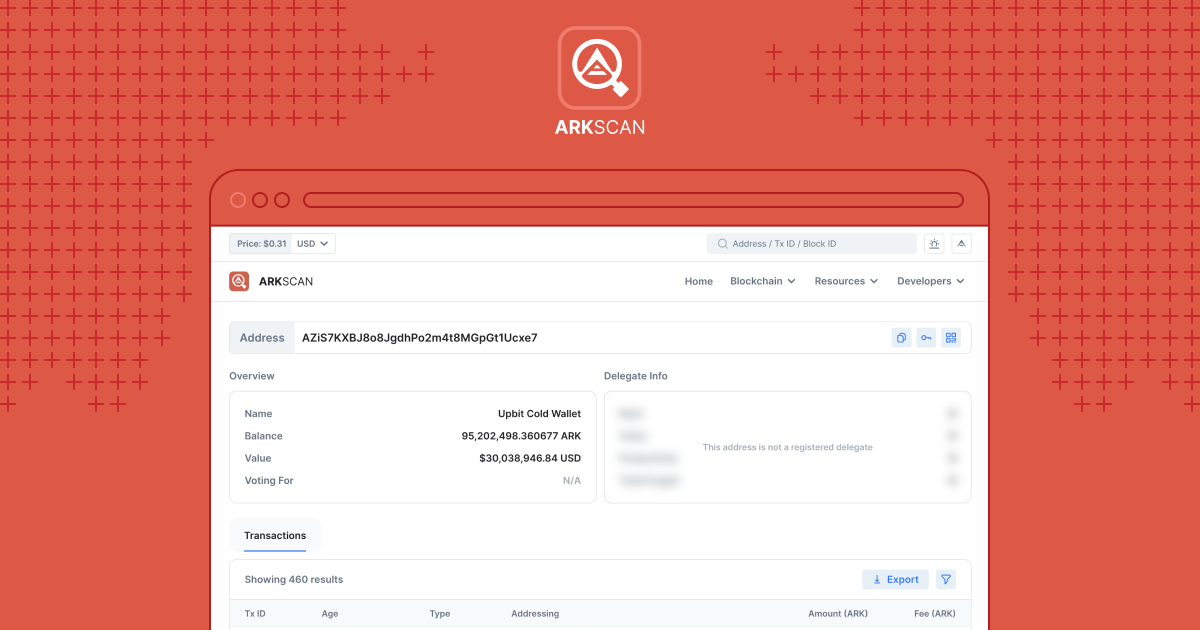 ARKSCAN
Price: $0.31 USD
Address / Tx ID / Block ID
ARKSCAN
Home Blockchain Resources Developers
Address AZiS7KXBJ8o8JgdhPo2m4t8MGpGt1Ucxe7
Overview
Delegate Info
Name Upbit Cold Wallet
Balance 95,202,498.360677 ARK
Value $30,038,946.84 USD
Voting For N/A
This address is not a registered delegate
Transactions
Showing 460 results
Export
Tx ID Age Type Addressing Amount (ARK) Fee (ARK)